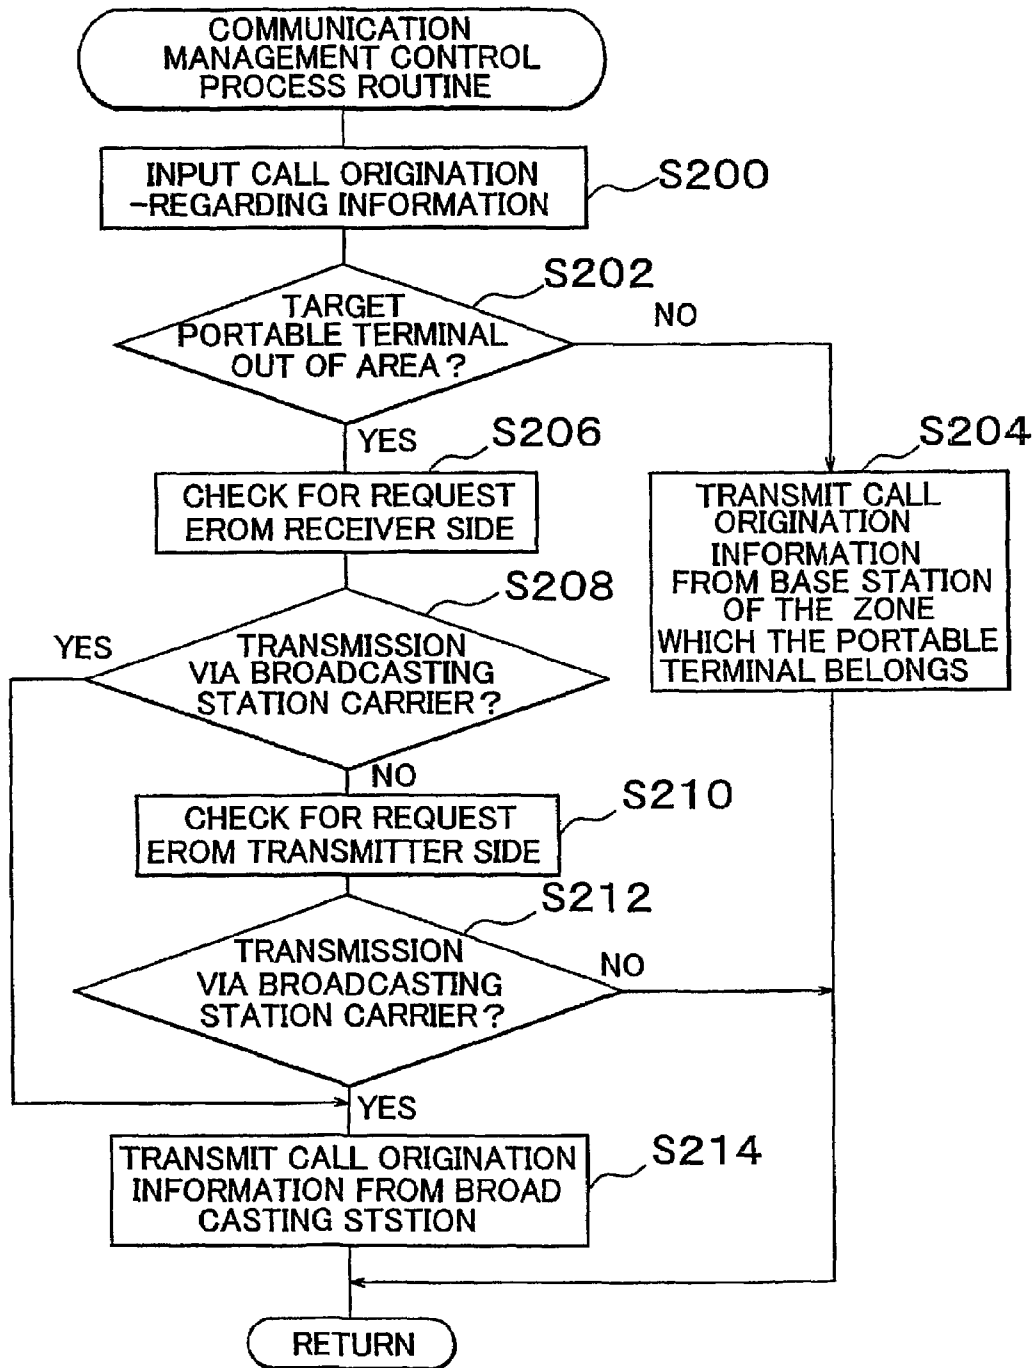 COMMUNICATION
MANAGEMENT CONTROL
PROCESS ROUTINE
INPUT CALL ORIGINATION
-REGARDING INFORMATION
S200
S202
TARGET
PORTABLE TERMINAL
OUT OF AREA?
NO
YES
S206
S204
CHECK FOR REQUEST
EROM RECEIVER SIDE
TRANSMIT CALL
ORIGINATION
INFORMATION
FROM BASE STATION
OF THE ZONE
WHICH THE PORTABLE
TERMINAL BELONGS
S208
YES
TRANSMISSION
VIA BROADCASTING
STATION CARRIER?
NO
S210
CHECK FOR REQUEST
EROM TRANSMITTER SIDE
S212
TRANSMISSION
VIA BROADCASTING
STATION CARRIER?
NO
YES
S214
TRANSMIT CALL ORIGINATION
INFORMATION FROM BROAD
CASTING STSTION
RETURN